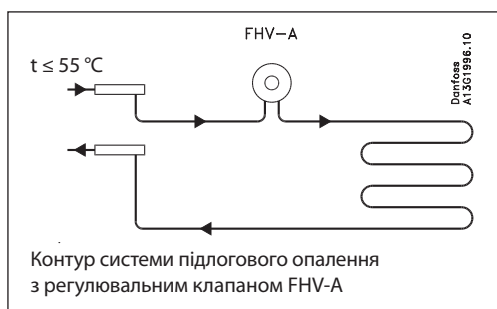 FHV-A
t ≤ 55 °C
Danfoss
A13G1996.10
Контур системи підлогового опалення
з регулювальним клапаном FHV-A